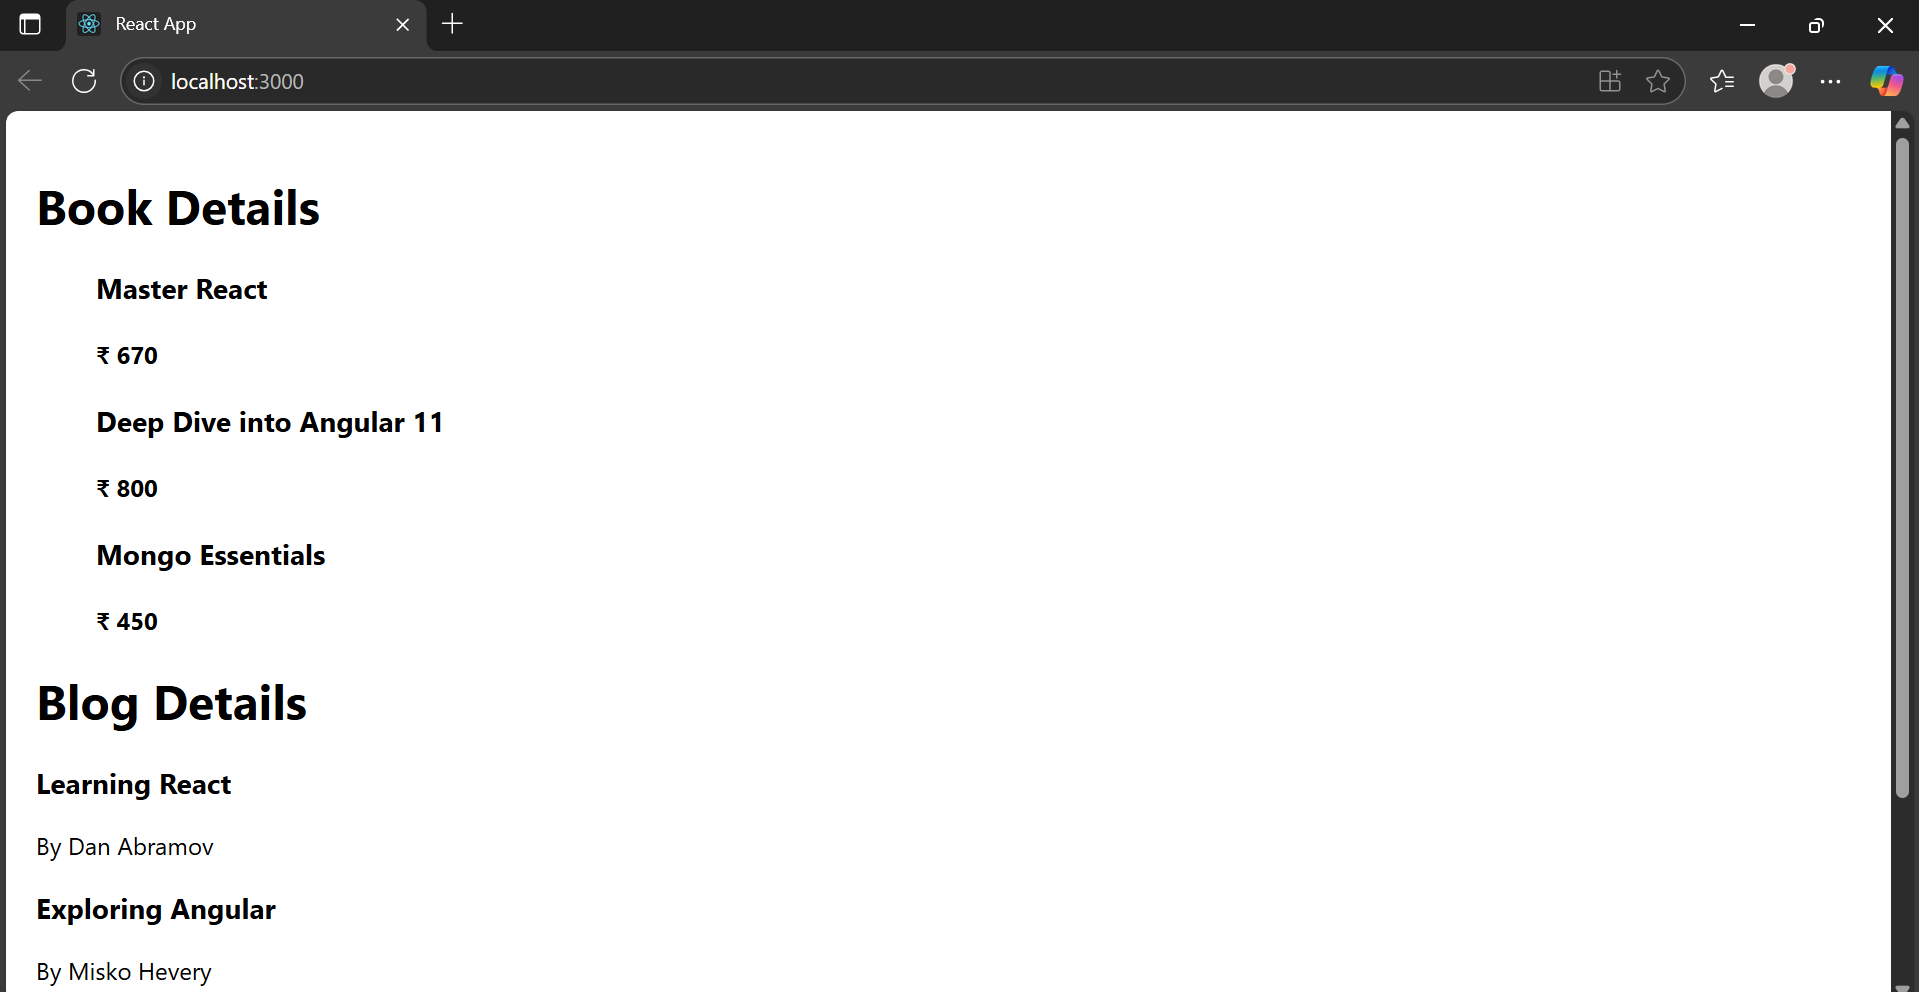 React App
localhost:3000
Book Details
Master React
₹ 670
Deep Dive into Angular 11
₹ 800
Mongo Essentials
₹ 450
Blog Details
Learning React
By Dan Abramov
Exploring Angular
By Misko Hevery